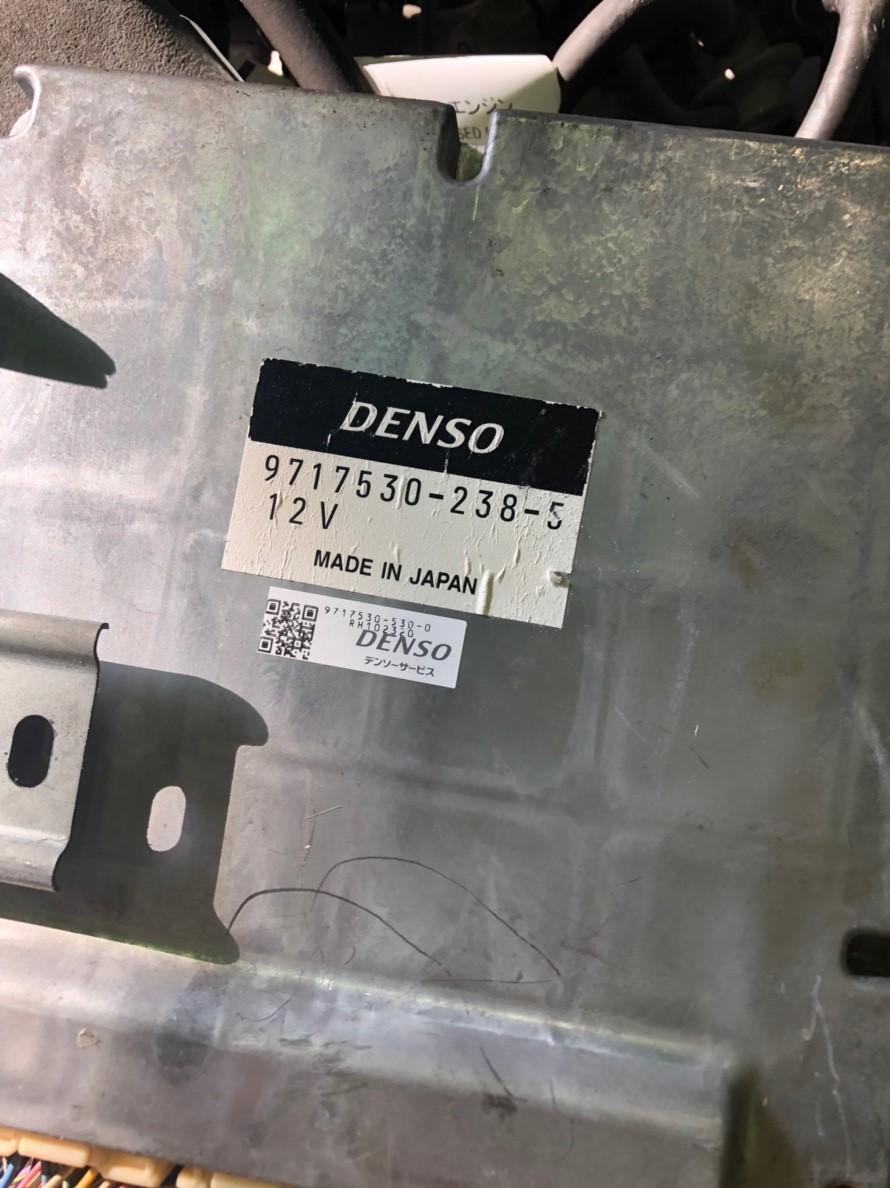 エンジン
DENSO
9717530-238-5
12V
MADE IN JAPAN
9717530-530-0
RH102360
DENSO
デンソーサービス